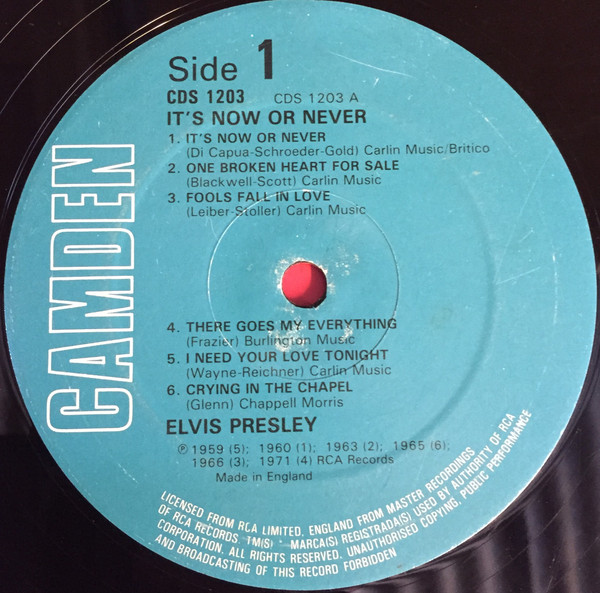 Side 1
CDS 1203 CDS 1203 A
IT'S NOW OR NEVER
1. IT'S NOW OR NEVER
(Di Capua-Schroeder-Gold) Carlin Music/Britico
2. ONE BROKEN HEART FOR SALE
(Blackwell-Scott) Carlin Music
3. FOOLS FALL IN LOVE
(Leiber-Stoller) Carlin Music
CAMDEN
4. THERE GOES MY EVERYTHING
(Frazier) Burlington Music
5. I NEED YOUR LOVE TONIGHT
(Wayne-Reichner) Carlin Music
6. CRYING IN THE CHAPEL
(Glenn) Chappell Morris
ELVIS PRESLEY
℗ 1959 (5); 1960 (1); 1963 (2); 1965 (6);
1966 (3); 1971 (4) RCA Records
Made in England
LICENSED FROM RCA LIMITED, ENGLAND FROM MASTER RECORDINGS
OF RCA RECORDS. TM(S) - MARCA(S) REGISTRADA(S) USED BY AUTHORITY OF RCA
CORPORATION. ALL RIGHTS RESERVED. UNAUTHORISED COPYING, PUBLIC PERFORMANCE
AND BROADCASTING OF THIS RECORD FORBIDDEN